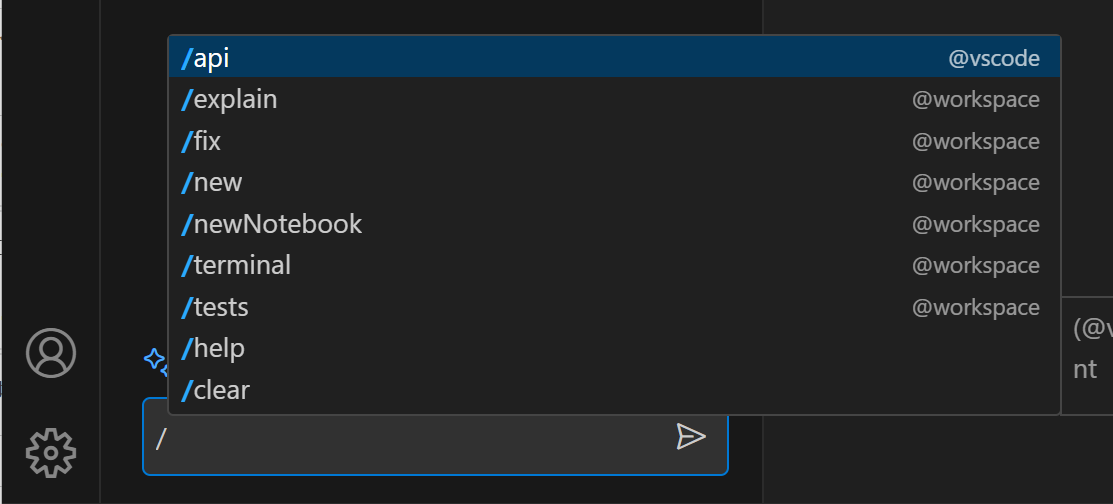 /api @vscode
/explain @workspace
/fix @workspace
/new @workspace
/newNotebook @workspace
/terminal @workspace
/tests @workspace
/help
/clear
(@v
nt
/